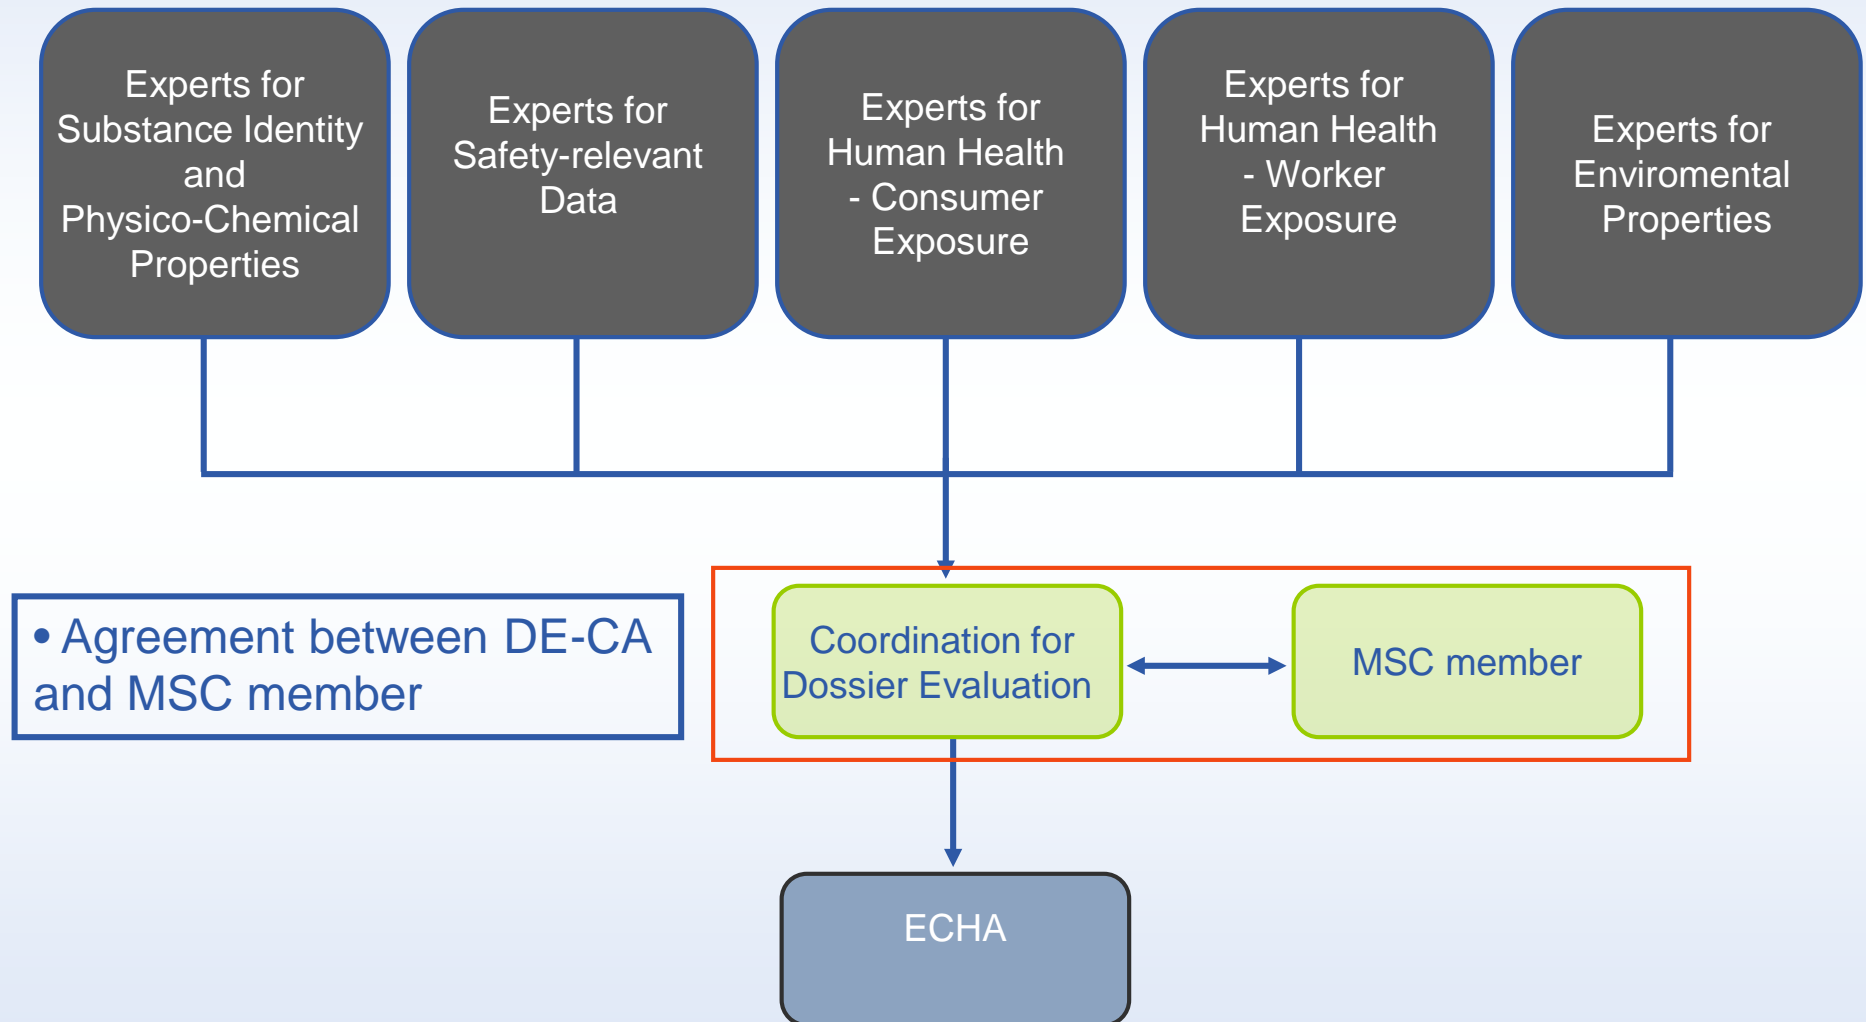 Experts for
Substance Identity
and
Physico-Chemical
Properties
Experts for
Safety-relevant
Data
Experts for
Human Health
- Consumer
Exposure
Experts for
Human Health
- Worker
Exposure
Experts for
Enviromental
Properties
• Agreement between DE-CA
and MSC member
Coordination for
Dossier Evaluation
MSC member
ECHA